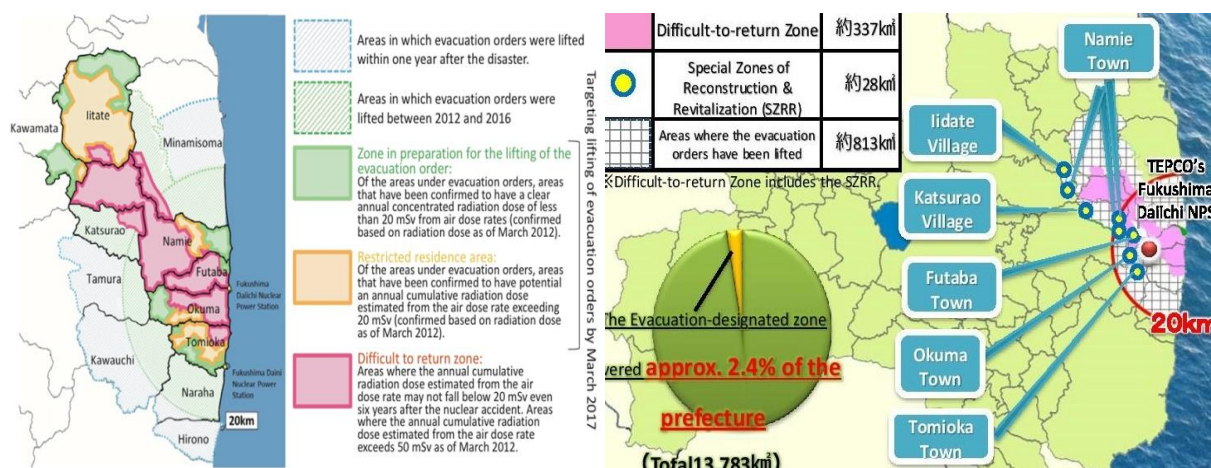 Iitate
Kawamata
Minamisoma
Katsurao
Namie
Tamura
Futaba
Fukushima
Daiichi Nuclear
Power Station
Okuma
Tomioka
Kawauchi
Fukushima Daini
Nuclear Power
Station
Naraha
20km
Hirono
Areas in which evacuation orders were lifted
within one year after the disaster.
Areas in which evacuation orders were
lifted between 2012 and 2016
Zone in preparation for the lifting of the
evacuation order:
Of the areas under evacuation orders, areas
that have been confirmed to have a clear
annual concentrated radiation dose of less
than 20 mSv from air dose rates (confirmed
based on radiation dose as of March 2012).
Restricted residence area:
Of the areas under evacuation orders, areas
that have been confirmed to have potential
an annual cumulative radiation dose
estimated from the air dose rate exceeding
20 mSv (confirmed based on radiation dose
as of March 2012).
Difficult to return zone:
Areas where the annual cumulative
radiation dose estimated from the air
dose rate may not fall below 20 mSv even
six years after the nuclear accident. Areas
where the annual cumulative radiation
dose estimated from the air dose rate
exceeds 50 mSv as of March 2012.
Targeting lifting of evacuation orders by March 2017
Difficult-to-return Zone 約337㎢
Special Zones of
Reconstruction &
Revitalization (SZRR)
約28㎢
Areas where the evacuation
orders have been lifted
約813㎢
※Difficult-to-return Zone includes the SZRR.
Namie
Town
Iidate
Village
TEPCO's
Fukushima
Daiichi NPS
Katsurao
Village
Futaba
Town
20km
Okuma
Town
Tomioka
Town
The Evacuation-designated zone
vered approx. 2.4% of the
prefecture
(Total13,783㎢)